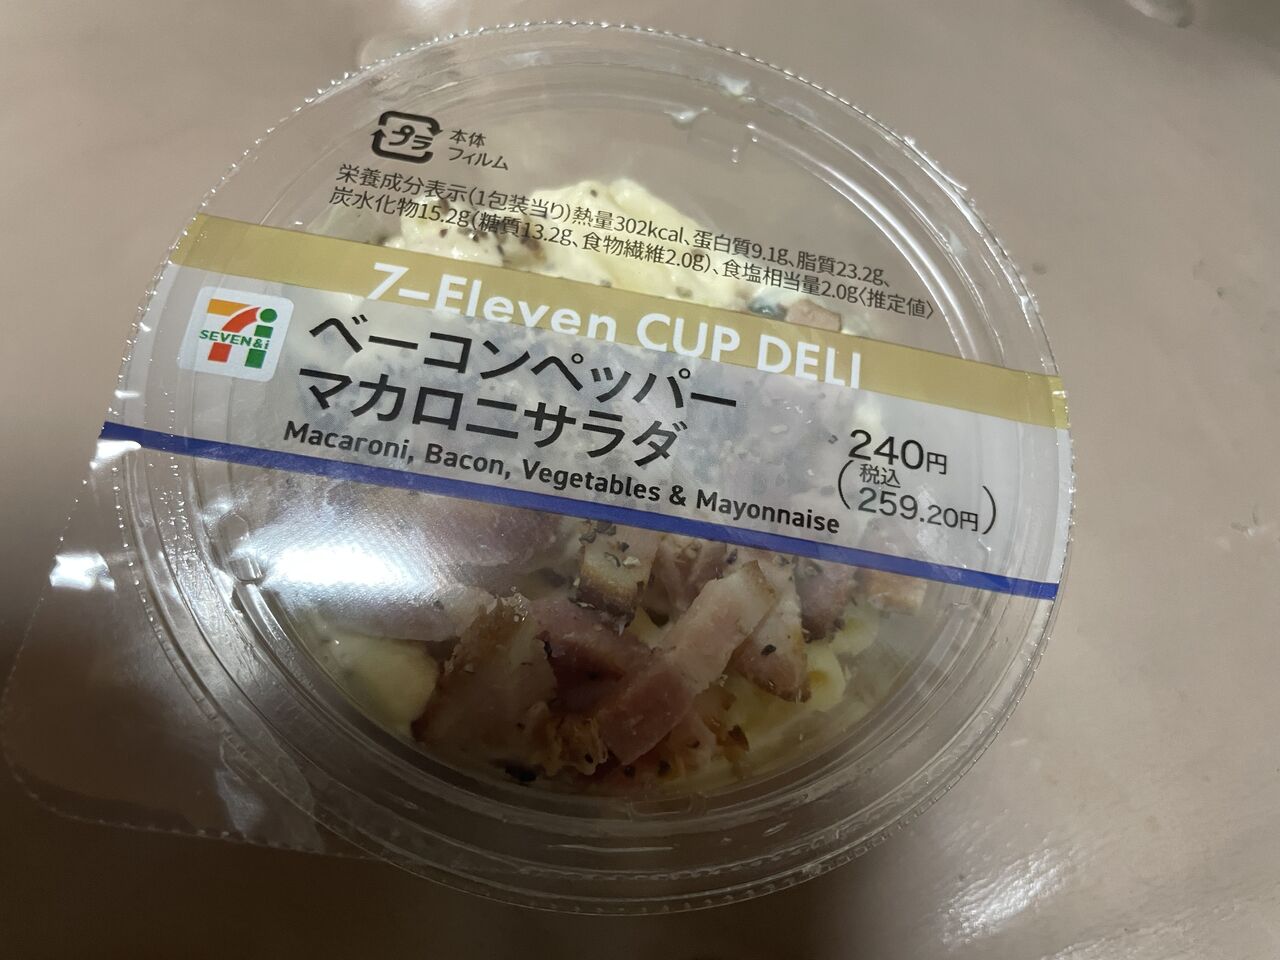 プラ
本体
フィルム
栄養成分表示(1包装当り)熱量302kcal、蛋白質9.1g、脂質23.2g、
炭水化物15.2g(糖質13.2g、食物繊維2.0g)、食塩相当量2.0g〈推定値〉
7-Eleven CUP DELI
SEVEN&i
ベーコンペッパー
マカロニサラダ
Macaroni, Bacon, Vegetables & Mayonnaise
240円
(税込
259.20円)